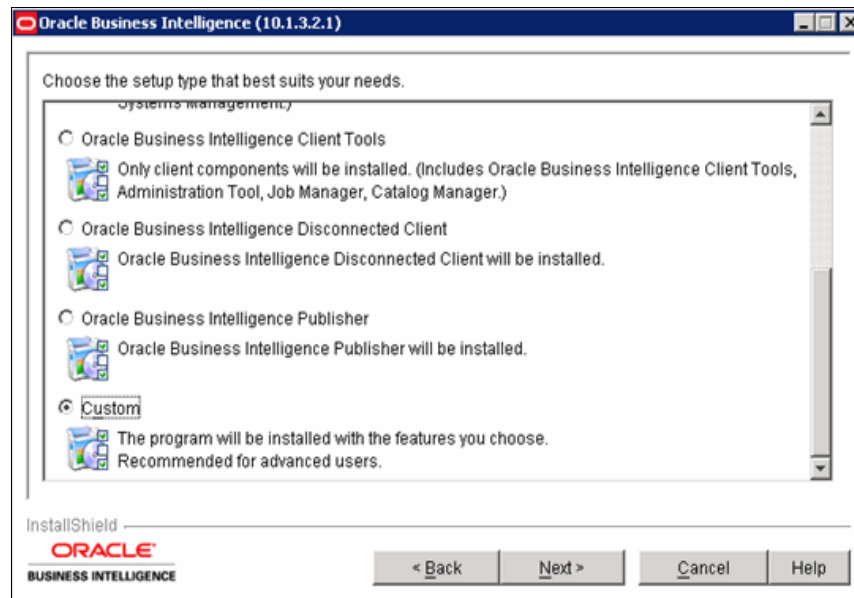 Oracle Business Intelligence (10.1.3.2.1)
Choose the setup type that best suits your needs.
Systems Management.)
Oracle Business Intelligence Client Tools
Only client components will be installed. (Includes Oracle Business Intelligence Client Tools,
Administration Tool, Job Manager, Catalog Manager.)
Oracle Business Intelligence Disconnected Client
Oracle Business Intelligence Disconnected Client will be installed.
Oracle Business Intelligence Publisher
Oracle Business Intelligence Publisher will be installed.
Custom
The program will be installed with the features you choose.
Recommended for advanced users.
InstallShield
ORACLE
BUSINESS INTELLIGENCE
< Back
Next >
Cancel
Help